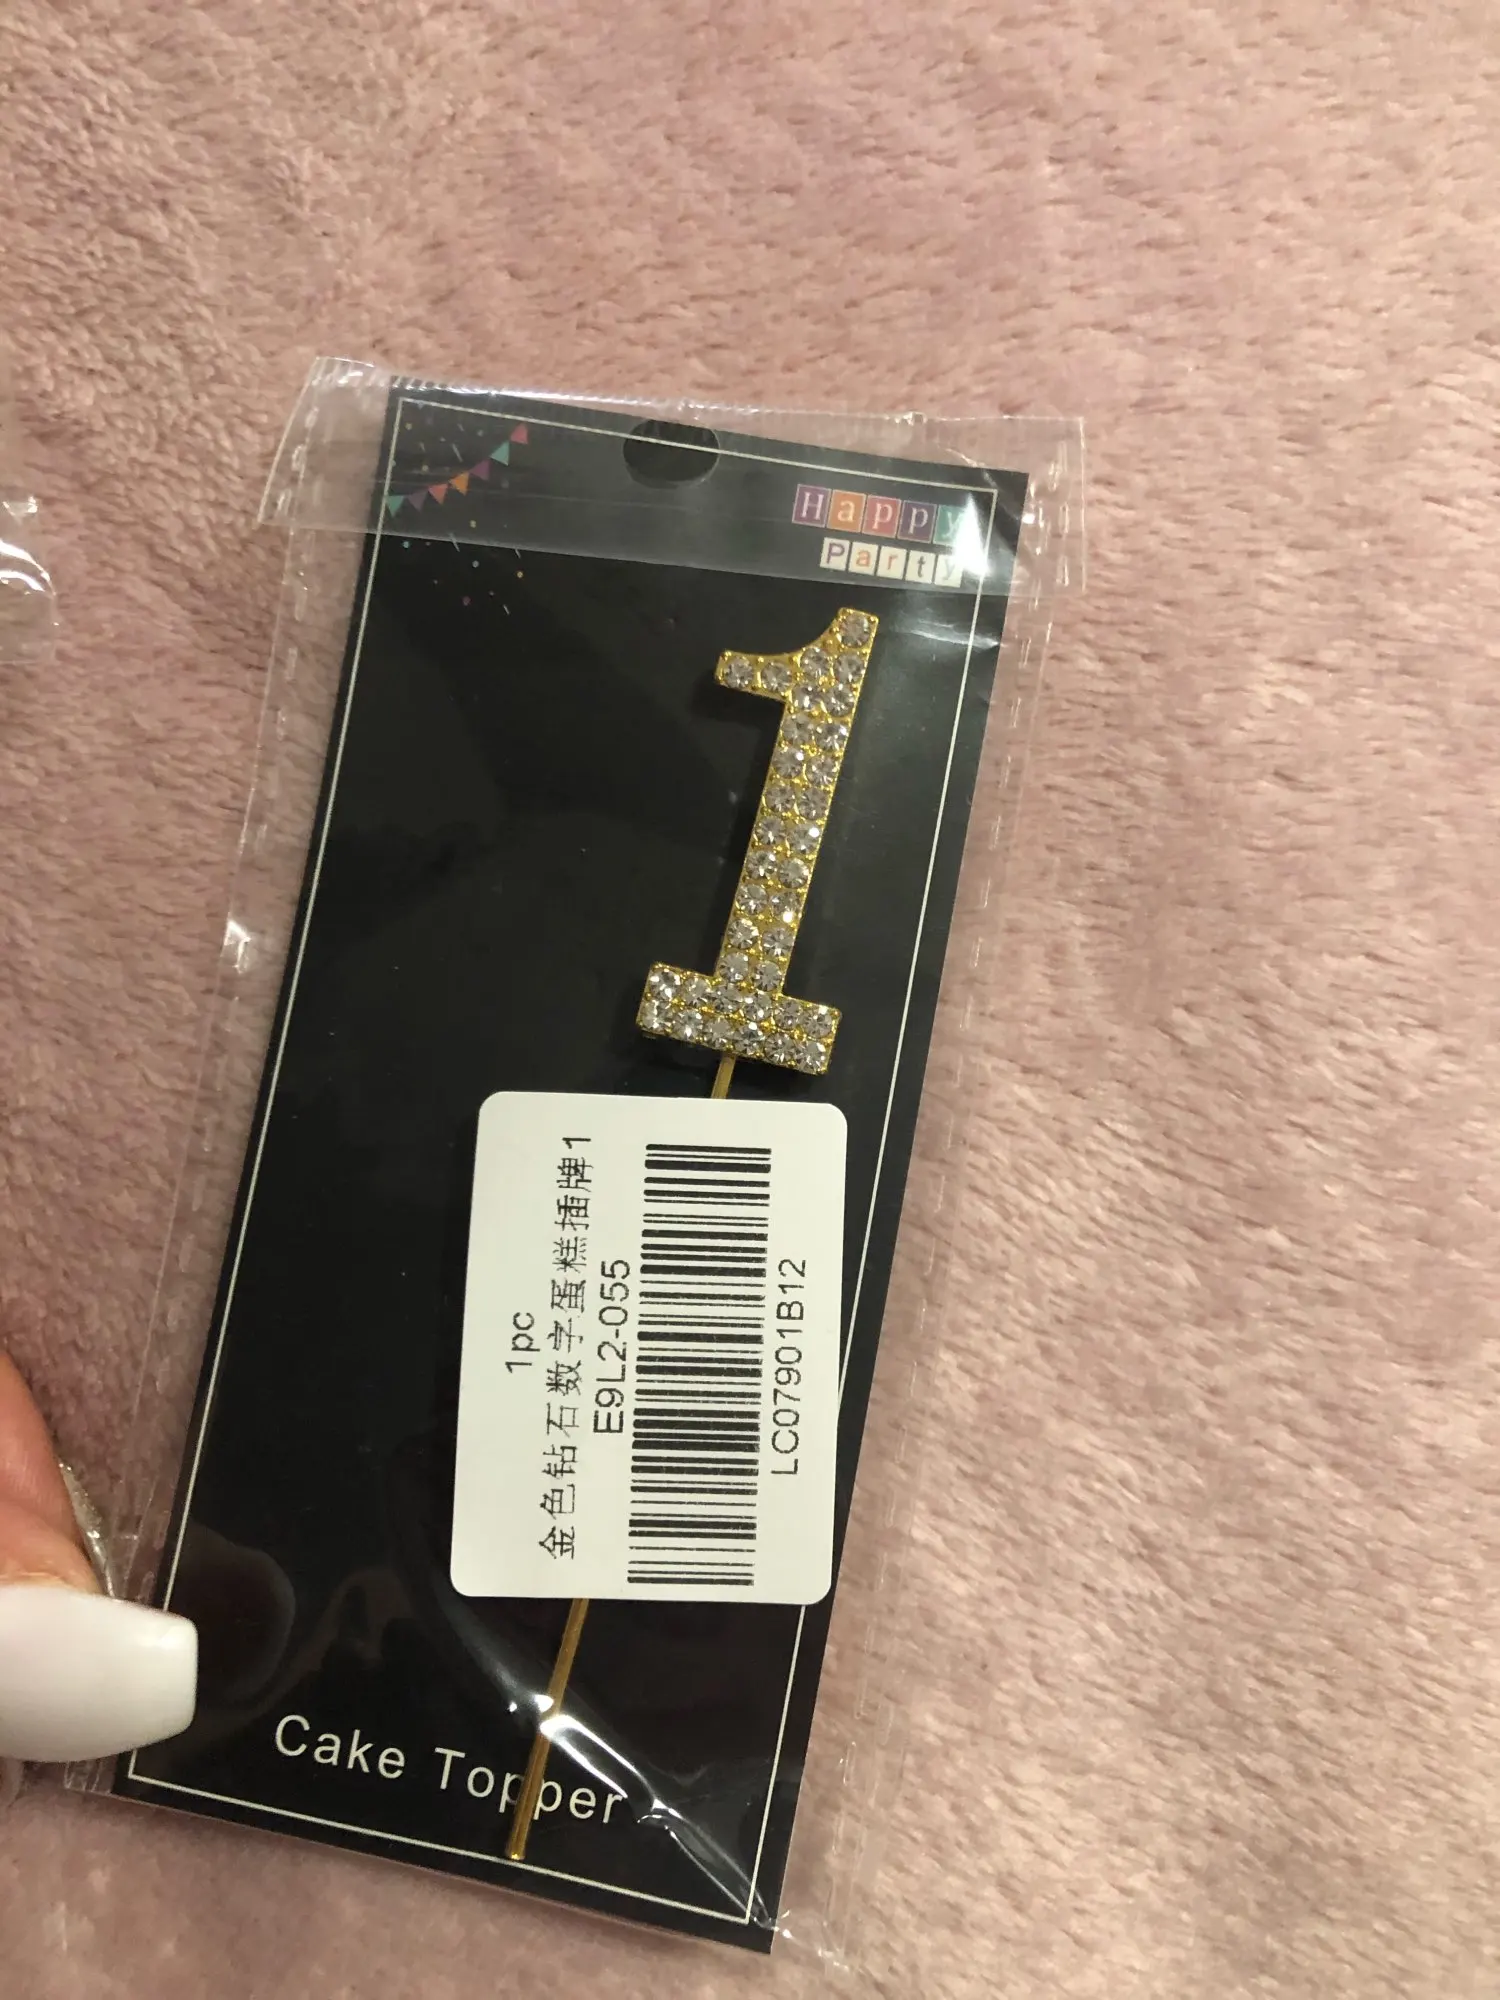 Happy
Party
1
1pc
金色钻石数字蛋糕插牌1
E9L2-055
LC07901B12
Cake Topper